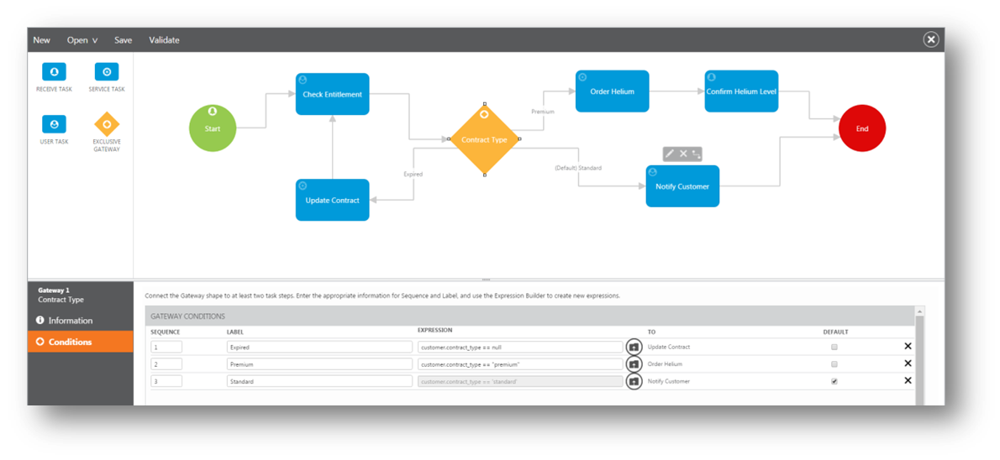 New Open V Save Validate
RECEIVE TASK SERVICE TASK
USER TASK EXCLUSIVE
GATEWAY
Start
Check Entitlement
Update Contract
Expired
Contract Type
Premium
(Default) Standard
Order Helium
Confirm Helium Level
Notify Customer
End
Gateway 1
Contract Type
Information
Conditions
Connect the Gateway shape to at least two task steps. Enter the appropriate information for Sequence and Label, and use the Expression Builder to create new expressions.
GATEWAY CONDITIONS
SEQUENCE LABEL EXPRESSION TO DEFAULT
1 Expired customer.contract_type == null Update Contract
2 Premium customer.contract_type == "premium" Order Helium
3 Standard customer.contract_type == 'standard' Notify Customer